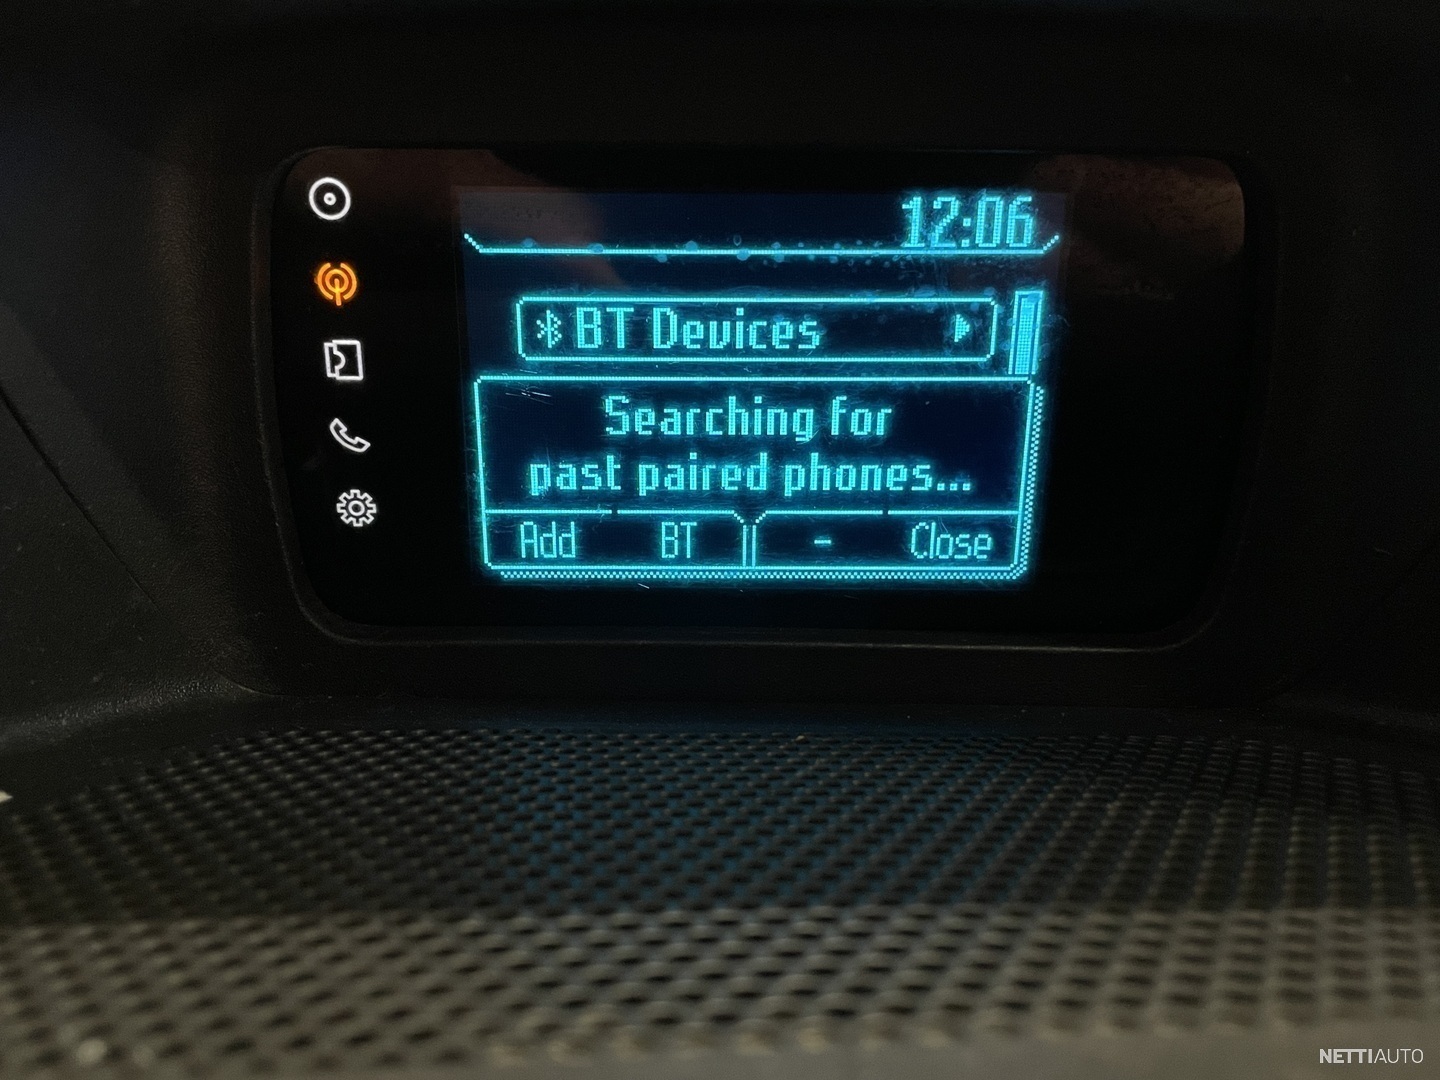 12:06
BT Devices
Searching for
past paired phones...
Add BT - Close
NETTIAUTO